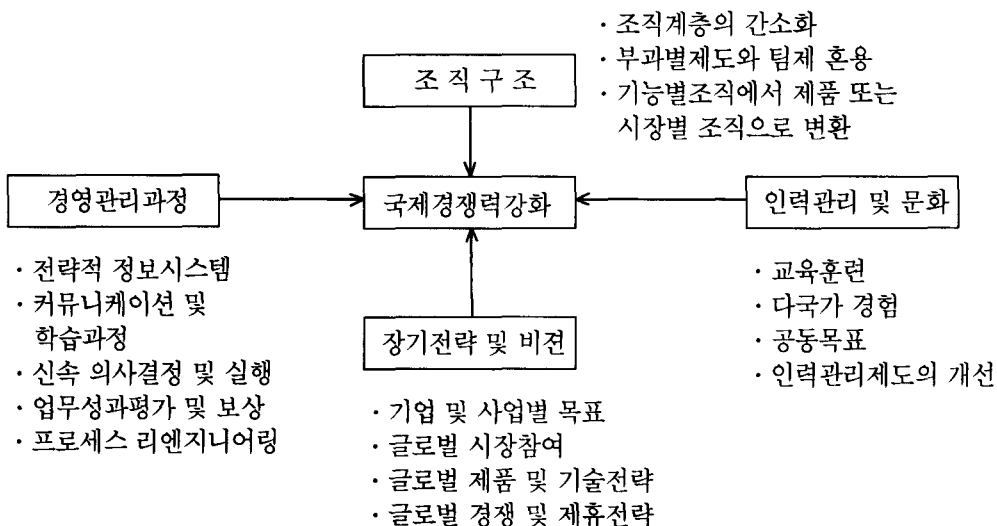 · 조직계층의 간소화
· 부과별제도와 팀제 혼용
· 기능별조직에서 제품 또는
시장별 조직으로 변환
조 직 구 조
경영관리과정
국제경쟁력강화
인력관리 및 문화
· 전략적 정보시스템
· 커뮤니케이션 및
학습과정
· 신속 의사결정 및 실행
· 업무성과평가 및 보상
· 프로세스 리엔지니어링
장기전략 및 비젼
· 기업 및 사업별 목표
· 글로벌 시장참여
· 글로벌 제품 및 기술전략
· 글로벌 경쟁 및 제휴전략
· 교육훈련
· 다국가 경험
· 공동목표
· 인력관리제도의 개선